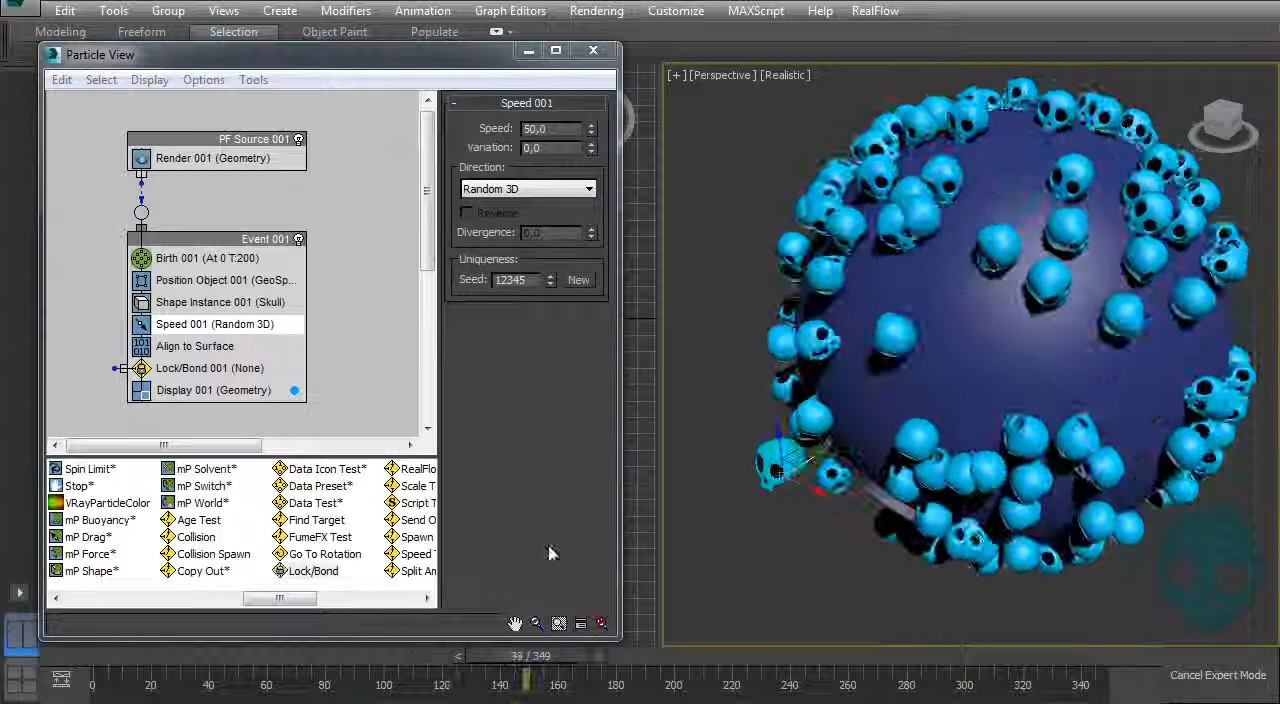 Edit Tools Group Views Create Modifiers Animation Graph Editors Rendering Customize MAXScript Help RealFlow
Modeling Freeform Selection Object Paint Populate
Particle View
Edit Select Display Options Tools
[+] [Perspective] [Realistic]
PF Source 001
Render 001 (Geometry)
Event 001
Birth 001 (At 0 T:200)
Position Object 001 (GeoSp...
Shape Instance 001 (Skull)
Speed 001 (Random 3D)
Align to Surface
Lock/Bond 001 (None)
Display 001 (Geometry)
Speed 001
Speed: 50,0
Variation: 0,0
Direction:
Random 3D
Reverse
Divergence: 0,0
Uniqueness:
Seed: 12345 New
Spin Limit* mP Solvent* Data Icon Test* RealFlo
Stop* mP Switch* Data Preset* Scale T
VRayParticleColor mP World* Data Test* Script T
mP Buoyancy* Age Test Find Target Send O
mP Drag* Collision FumeFX Test Spawn
mP Force* Collision Spawn Go To Rotation Speed T
mP Shape* Copy Out* Lock/Bond Split Am
33 / 349
0 20 40 60 80 100 120 140 160 180 200 220 240 260 280 300 320 340
Cancel Expert Mode